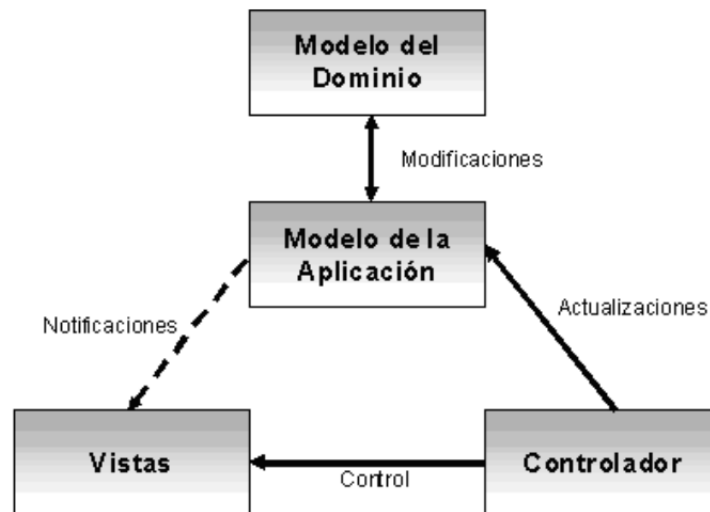 Modelo del
Dominio
Modificaciones
Modelo de la
Aplicación
Notificaciones
Actualizaciones
Vistas
Control
Controlador